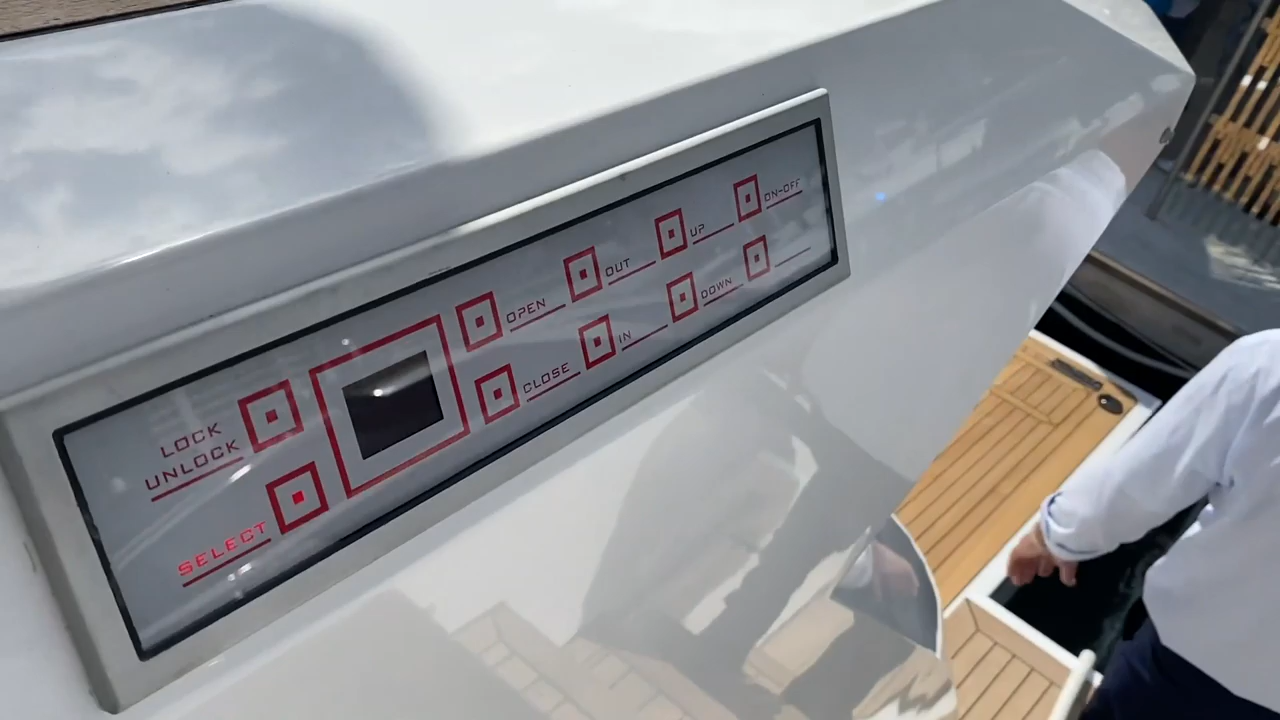 LOCK
UNLOCK
SELECT
OPEN
CLOSE
OUT
IN
UP
DOWN
ON-OFF